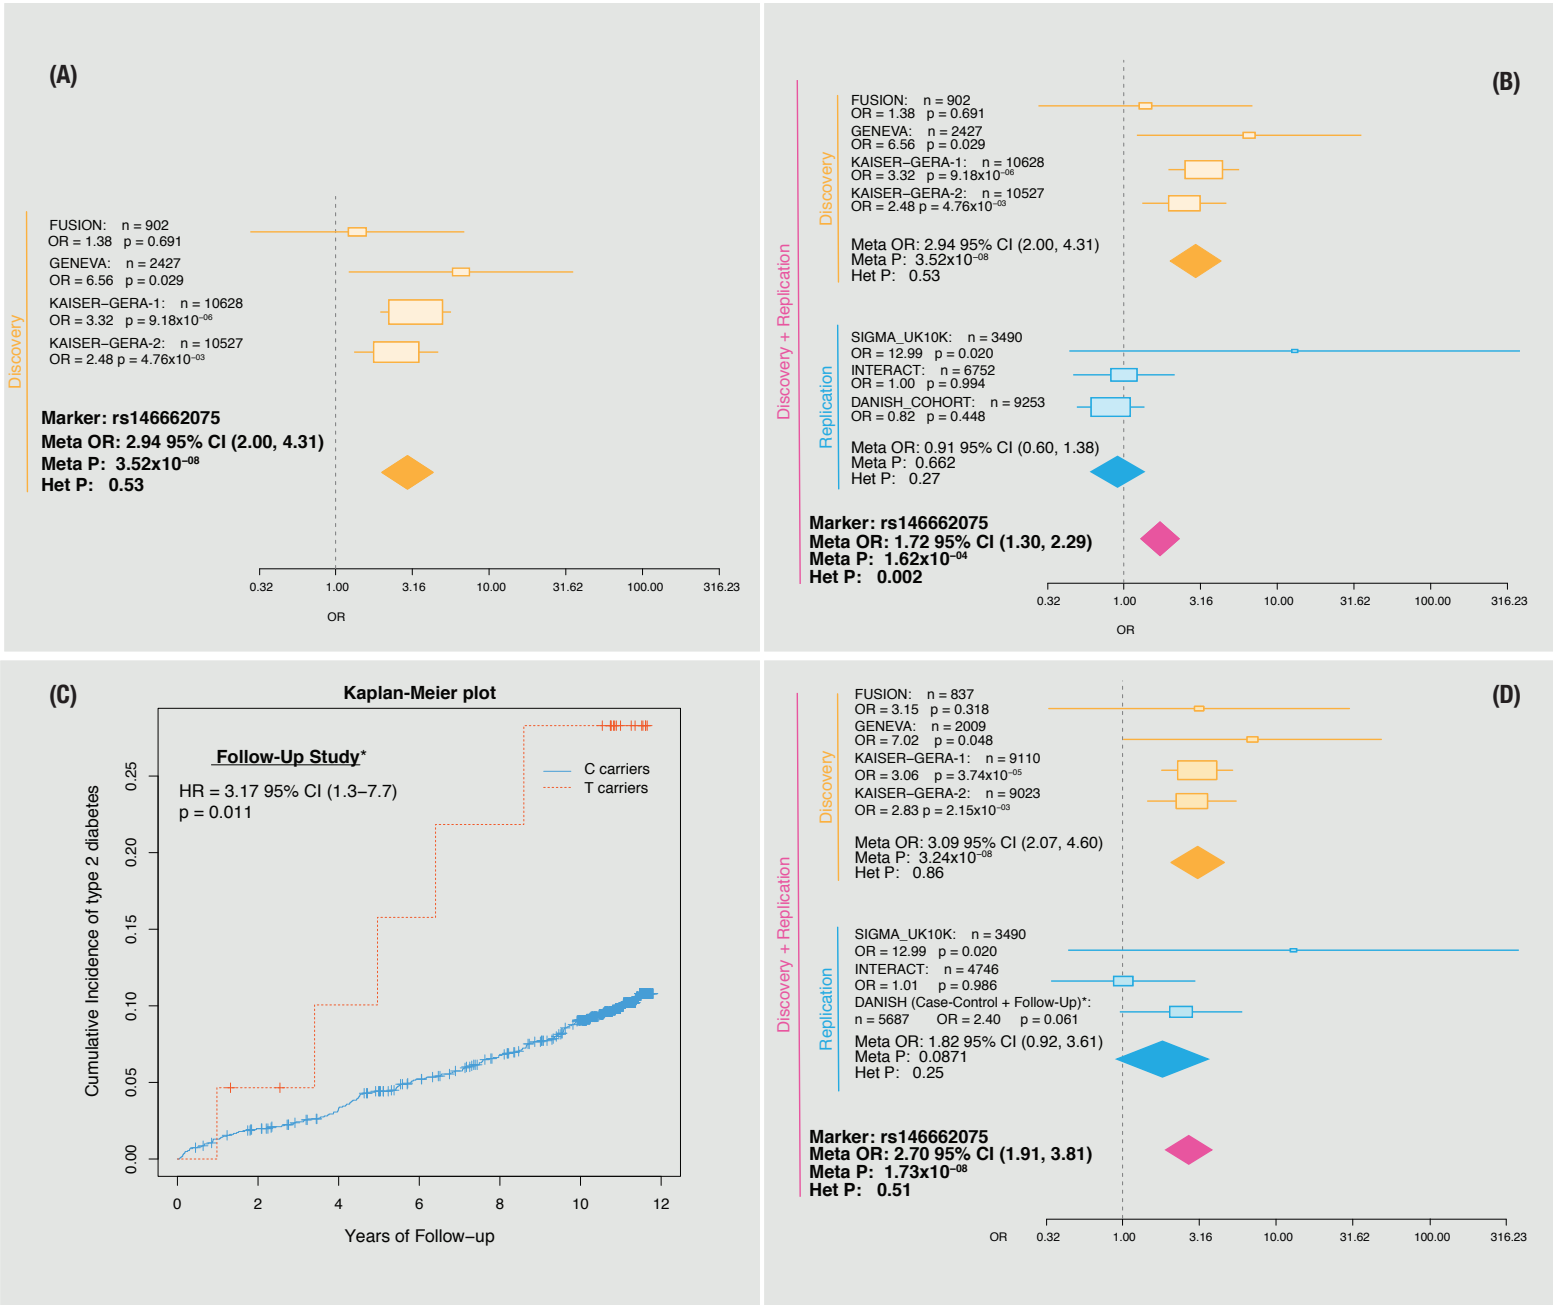 (A)
FUSION: n = 902
OR = 1.38 p = 0.691
GENEVA: n = 2427
OR = 6.56 p = 0.029
KAISER−GERA-1: n = 10628
OR = 3.32 p = 9.18x10⁻⁰⁶
KAISER−GERA-2: n = 10527
OR = 2.48 p = 4.76x10⁻⁰³
Discovery
Marker: rs146662075
Meta OR: 2.94 95% CI (2.00, 4.31)
Meta P: 3.52x10⁻⁰⁸
Het P: 0.53
0.32 1.00 3.16 10.00 31.62 100.00 316.23
OR
(B)
FUSION: n = 902
OR = 1.38 p = 0.691
GENEVA: n = 2427
OR = 6.56 p = 0.029
KAISER−GERA-1: n = 10628
OR = 3.32 p = 9.18x10⁻⁰⁶
KAISER−GERA-2: n = 10527
OR = 2.48 p = 4.76x10⁻⁰³
Discovery
Meta OR: 2.94 95% CI (2.00, 4.31)
Meta P: 3.52x10⁻⁰⁸
Het P: 0.53
Discovery + Replication
SIGMA_UK10K: n = 3490
OR = 12.99 p = 0.020
INTERACT: n = 6752
OR = 1.00 p = 0.994
DANISH_COHORT: n = 9253
OR = 0.82 p = 0.448
Replication
Meta OR: 0.91 95% CI (0.60, 1.38)
Meta P: 0.662
Het P: 0.27
Marker: rs146662075
Meta OR: 1.72 95% CI (1.30, 2.29)
Meta P: 1.62x10⁻⁰⁴
Het P: 0.002
0.32 1.00 3.16 10.00 31.62 100.00 316.23
OR
(C)
Kaplan-Meier plot
Follow-Up Study*
HR = 3.17 95% CI (1.3−7.7)
p = 0.011
C carriers
T carriers
Cumulative Incidence of type 2 diabetes
0.25
0.20
0.15
0.10
0.05
0.00
0 2 4 6 8 10 12
Years of Follow−up
(D)
FUSION: n = 837
OR = 3.15 p = 0.318
GENEVA: n = 2009
OR = 7.02 p = 0.048
KAISER−GERA-1: n = 9110
OR = 3.06 p = 3.74x10⁻⁰⁵
KAISER−GERA-2: n = 9023
OR = 2.83 p = 2.15x10⁻⁰³
Discovery
Meta OR: 3.09 95% CI (2.07, 4.60)
Meta P: 3.24x10⁻⁰⁸
Het P: 0.86
Discovery + Replication
SIGMA_UK10K: n = 3490
OR = 12.99 p = 0.020
INTERACT: n = 4746
OR = 1.01 p = 0.986
DANISH (Case-Control + Follow-Up)*:
n = 5687 OR = 2.40 p = 0.061
Replication
Meta OR: 1.82 95% CI (0.92, 3.61)
Meta P: 0.0871
Het P: 0.25
Marker: rs146662075
Meta OR: 2.70 95% CI (1.91, 3.81)
Meta P: 1.73x10⁻⁰⁸
Het P: 0.51
OR 0.32 1.00 3.16 10.00 31.62 100.00 316.23